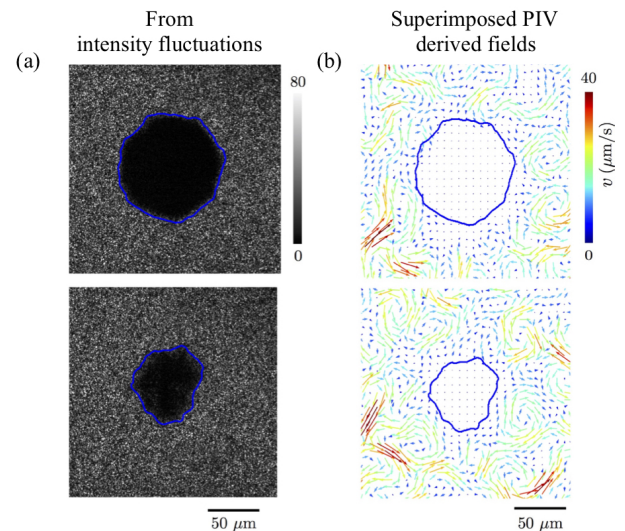 From
intensity fluctuations
Superimposed PIV
derived fields
(a)
80
0
(b)
40
v (μm/s)
0
50 μm
50 μm